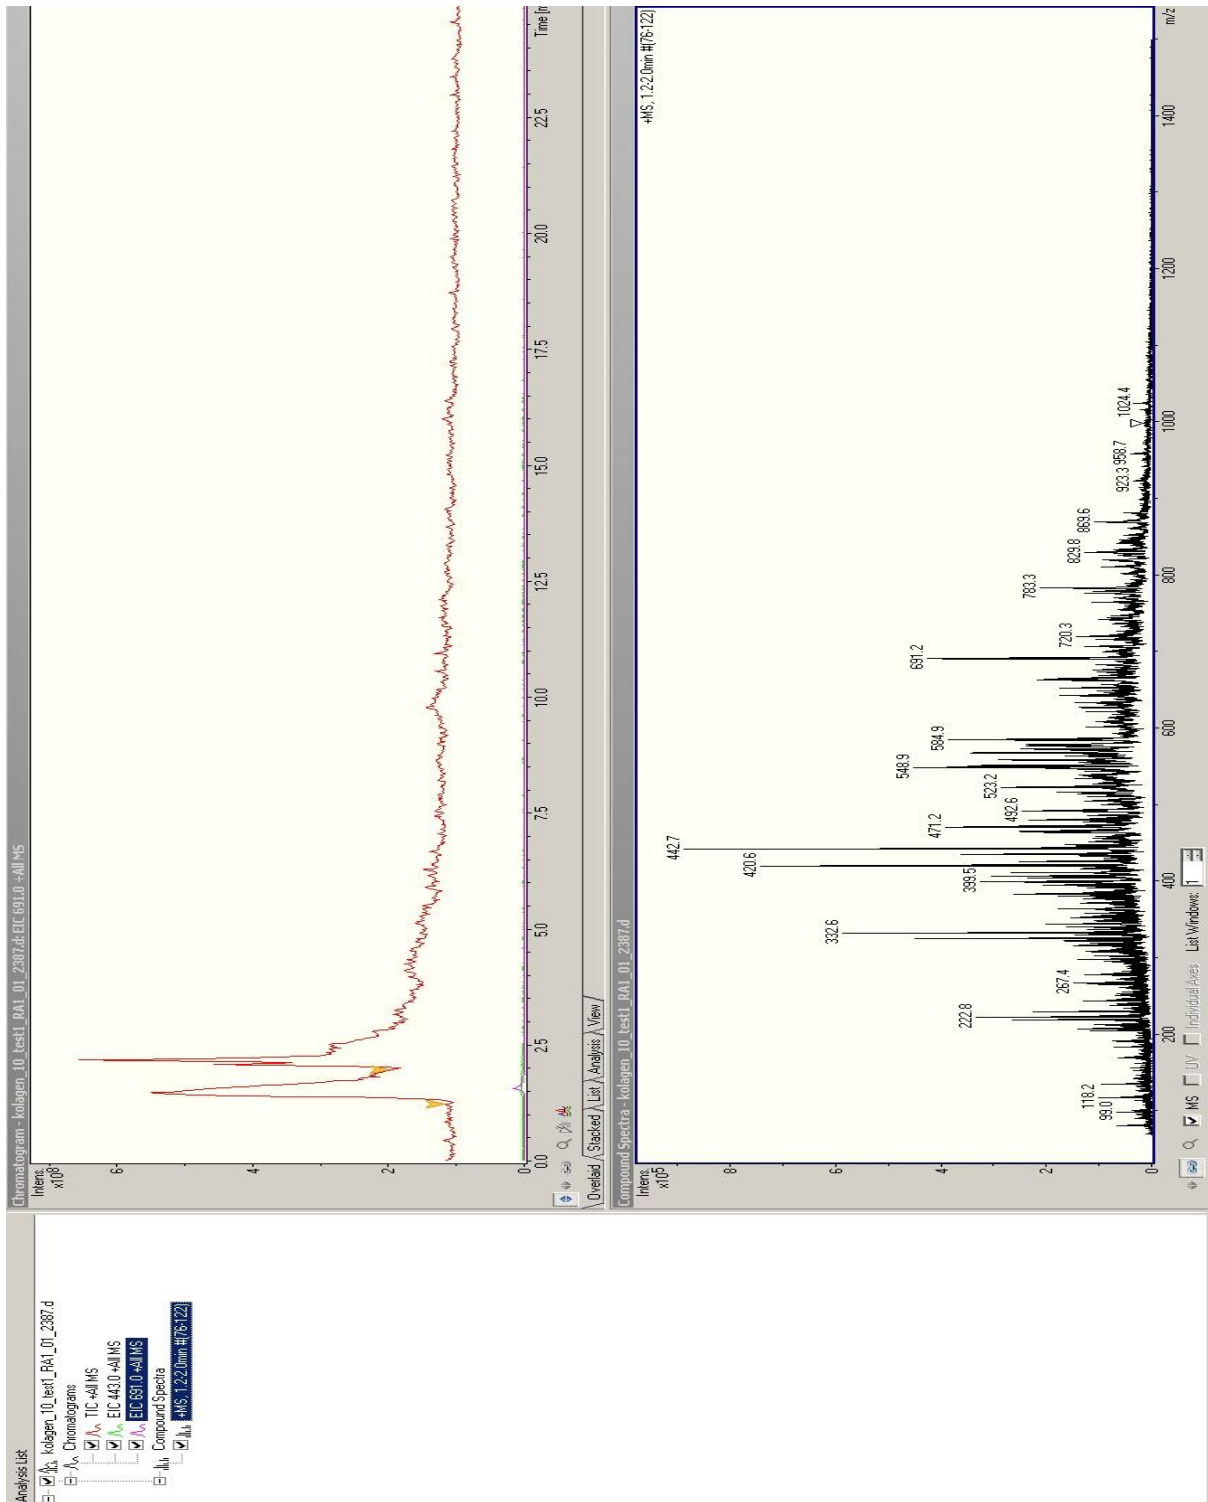 Analysis List
kolagen_10_test1_RA1_01_2387.d
Chromatograms
TIC +All MS
EIC 443.0 +All MS
EIC 691.0 +All MS
Compound Spectra
+MS, 1.2-2.0min #(76-122)
Chromatogram - kolagen_10_test1_RA1_01_2387.d: EIC 691.0 +All MS
Intens.
x10⁸
6
4
2
0
0.0 2.5 5.0 7.5 10.0 12.5 15.0 17.5 20.0 22.5 Time [m
Overlaid / Stacked / List / Analysis / View
Compound Spectra - kolagen_10_test1_RA1_01_2387.d
Intens.
x10⁵
+MS, 1.2-2.0min #(76-122)
8
6
4
2
0
99.0
118.2
222.8
267.4
332.6
399.5
420.6
442.7
471.2
492.6
523.2
548.9
584.9
691.2
720.3
783.3
829.8
869.6
923.3
958.7
1024.4
200 400 600 800 1000 1200 1400 m/z
MS UV Individual Axes List Windows: 1